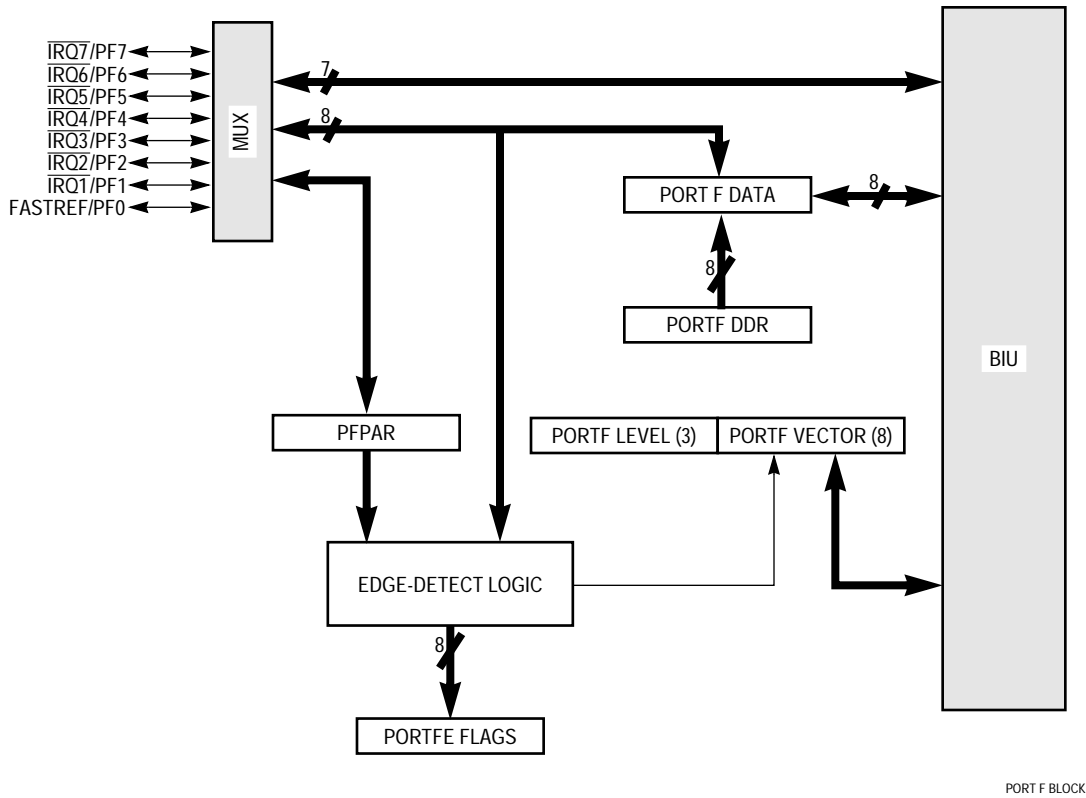 IRQ7/PF7
IRQ6/PF6
IRQ5/PF5
IRQ4/PF4
IRQ3/PF3
IRQ2/PF2
IRQ1/PF1
FASTREF/PF0
MUX
7
8
PORT F DATA
8
8
PORTF DDR
BIU
PFPAR
PORTF LEVEL (3)
PORTF VECTOR (8)
EDGE-DETECT LOGIC
8
PORTFE FLAGS
PORT F BLOCK